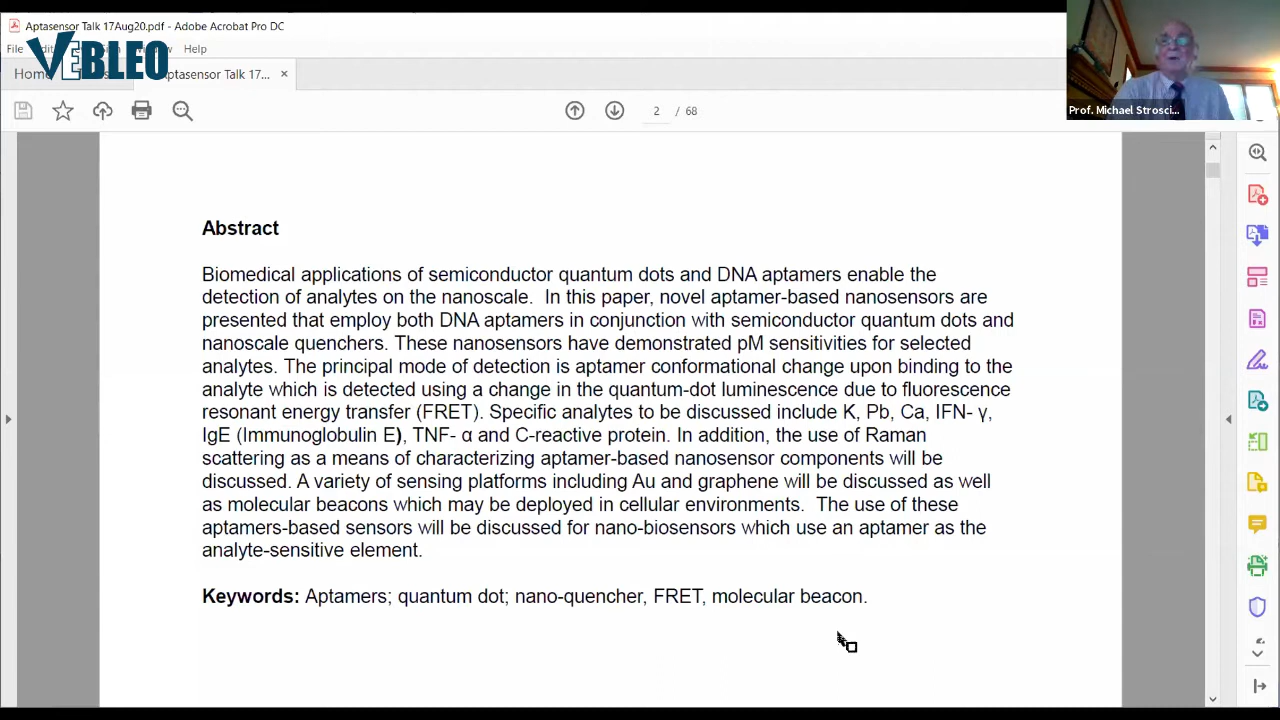 Aptasensor Talk 17Aug20.pdf - Adobe Acrobat Pro DC
File Help
VEBLEO
Home
Aptasensor Talk 17... ×
2 / 68
Prof. Michael Strosci...
Abstract
Biomedical applications of semiconductor quantum dots and DNA aptamers enable the
detection of analytes on the nanoscale. In this paper, novel aptamer-based nanosensors are
presented that employ both DNA aptamers in conjunction with semiconductor quantum dots and
nanoscale quenchers. These nanosensors have demonstrated pM sensitivities for selected
analytes. The principal mode of detection is aptamer conformational change upon binding to the
analyte which is detected using a change in the quantum-dot luminescence due to fluorescence
resonant energy transfer (FRET). Specific analytes to be discussed include K, Pb, Ca, IFN- γ,
IgE (Immunoglobulin E), TNF- α and C-reactive protein. In addition, the use of Raman
scattering as a means of characterizing aptamer-based nanosensor components will be
discussed. A variety of sensing platforms including Au and graphene will be discussed as well
as molecular beacons which may be deployed in cellular environments. The use of these
aptamers-based sensors will be discussed for nano-biosensors which use an aptamer as the
analyte-sensitive element.
Keywords: Aptamers; quantum dot; nano-quencher, FRET, molecular beacon.